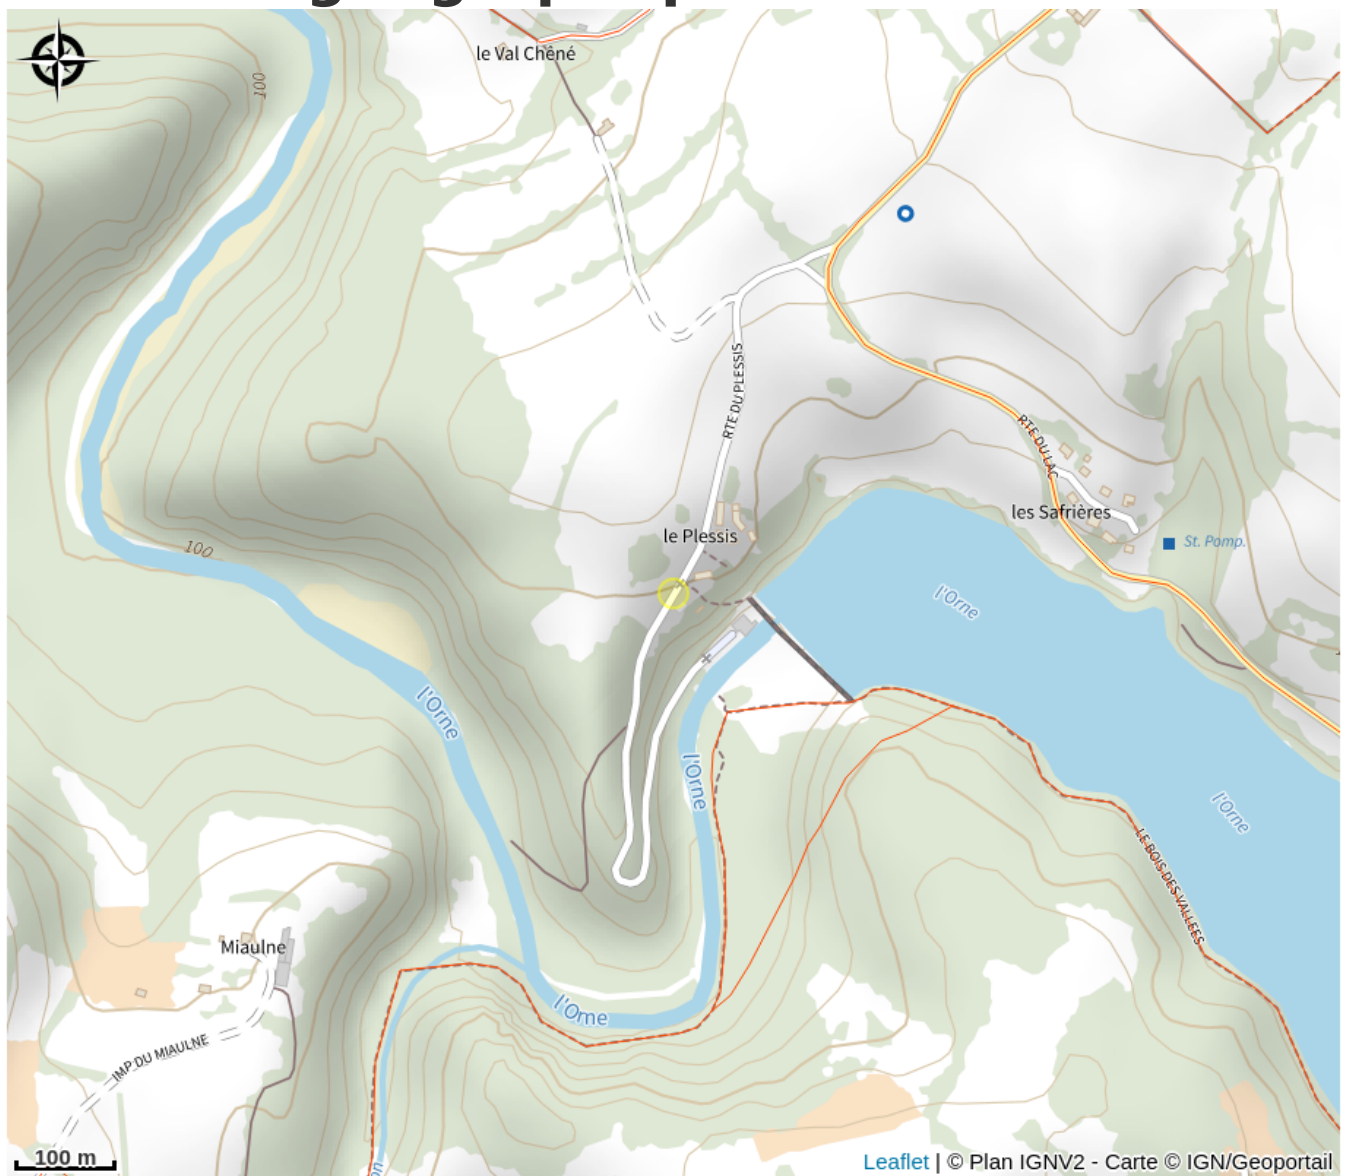 le Val Chêné
100
RTE DU PLESSIS
RTE DU LAC
les Safrières
le Plessis
St. Pomp.
100
l'Orne
l'Orne
l'Orne
l'Orne
LE BOIS DES VALLEES
Miaulne
l'Orne
IMP DU MIAULNE
100 m
Leaflet | © Plan IGNV2 - Carte © IGN/Geoportail